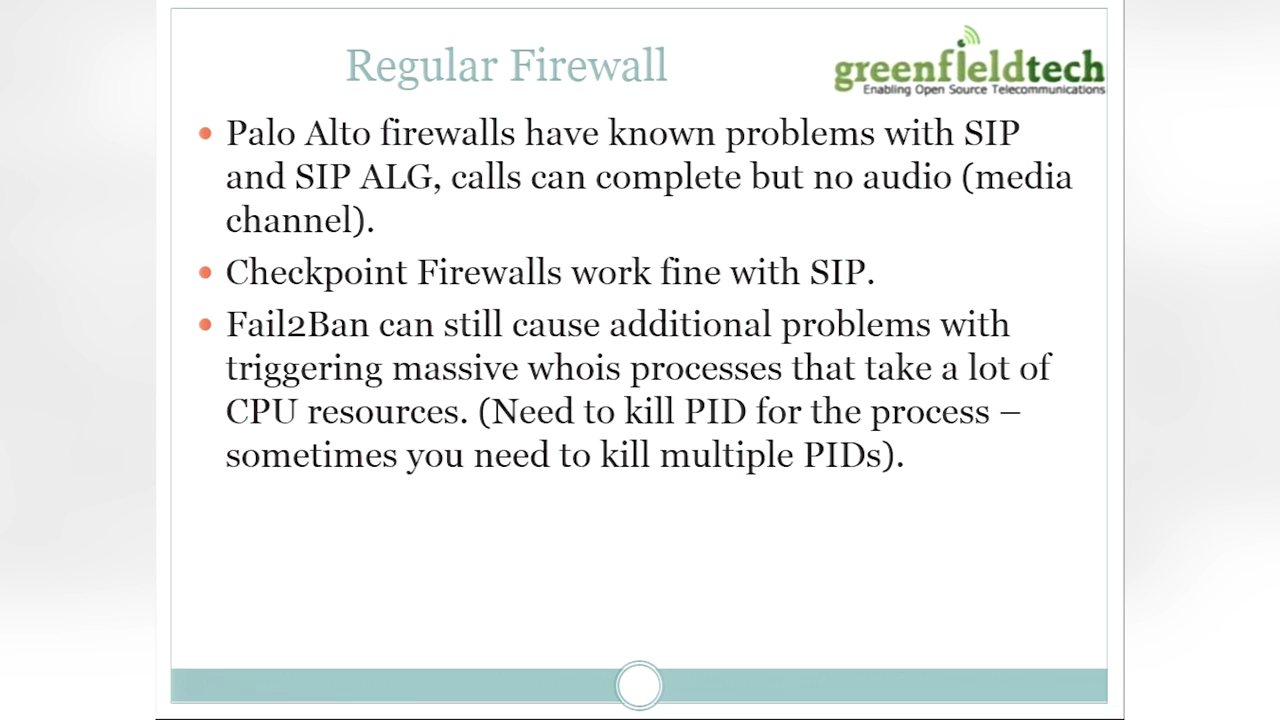 Regular Firewall
greenfieldtech
Enabling Open Source Telecommunications
• Palo Alto firewalls have known problems with SIP
and SIP ALG, calls can complete but no audio (media
channel).
• Checkpoint Firewalls work fine with SIP.
• Fail2Ban can still cause additional problems with
triggering massive whois processes that take a lot of
CPU resources. (Need to kill PID for the process –
sometimes you need to kill multiple PIDs).